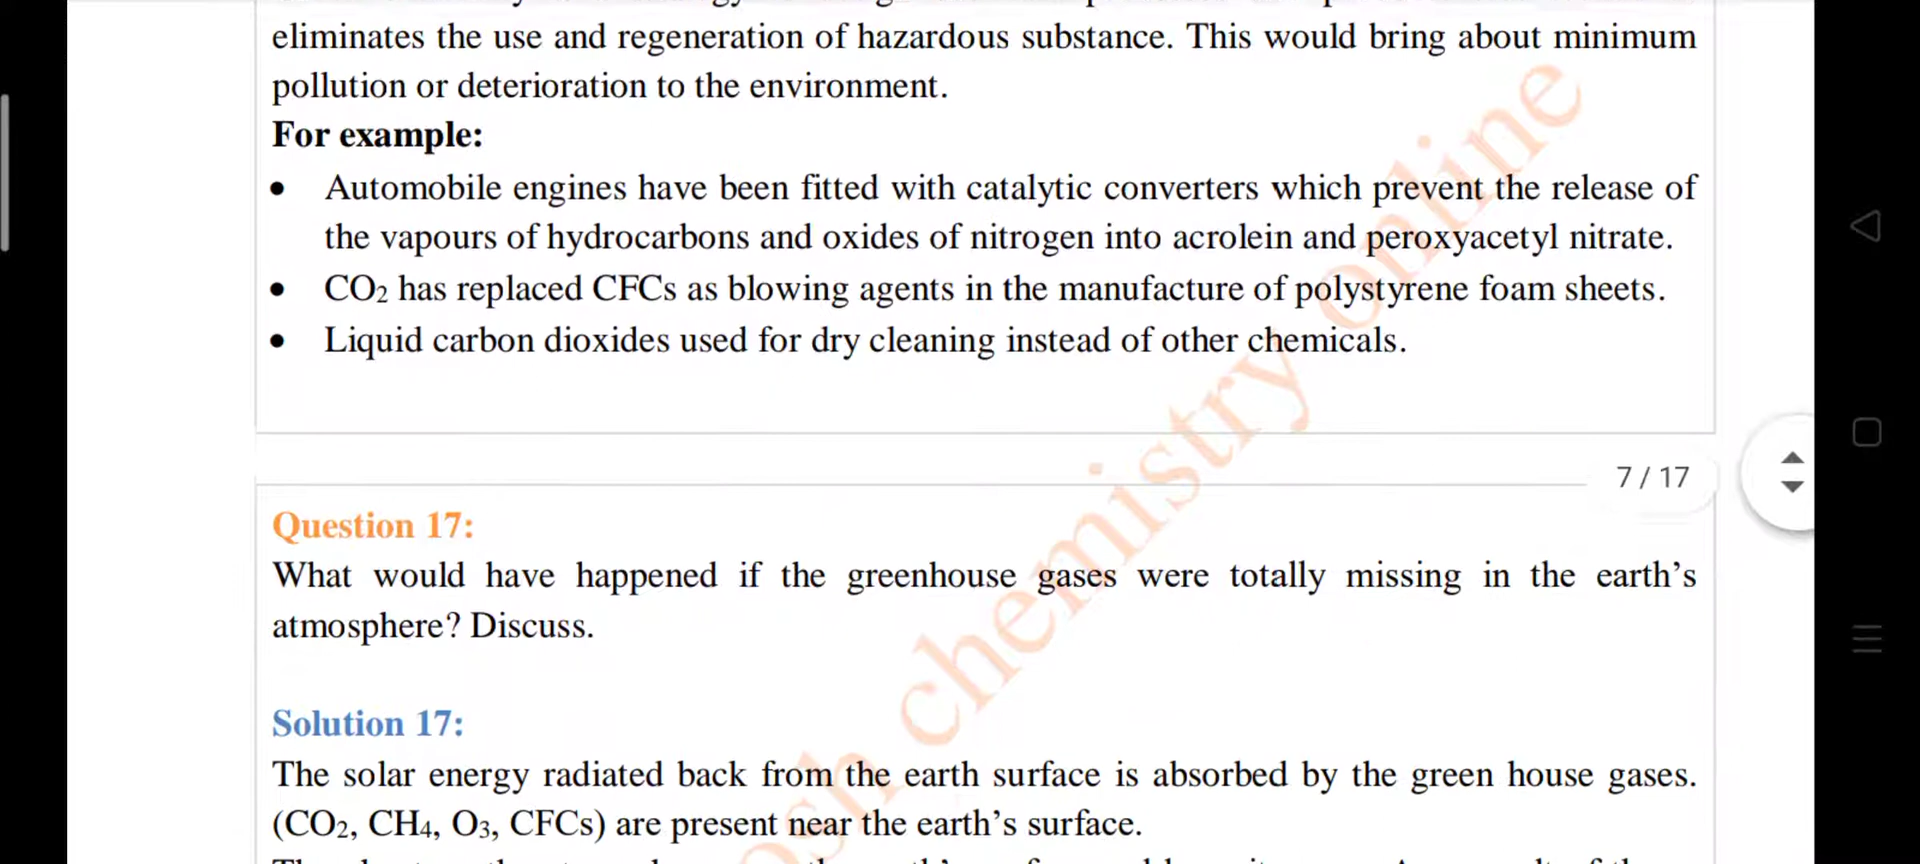 eliminates the use and regeneration of hazardous substance. This would bring about minimum
pollution or deterioration to the environment.
For example:
• Automobile engines have been fitted with catalytic converters which prevent the release of
the vapours of hydrocarbons and oxides of nitrogen into acrolein and peroxyacetyl nitrate.
• CO₂ has replaced CFCs as blowing agents in the manufacture of polystyrene foam sheets.
• Liquid carbon dioxides used for dry cleaning instead of other chemicals.
7 / 17
Question 17:
What would have happened if the greenhouse gases were totally missing in the earth's
atmosphere? Discuss.
Solution 17:
The solar energy radiated back from the earth surface is absorbed by the green house gases.
(CO₂, CH₄, O₃, CFCs) are present near the earth's surface.
chemistry online